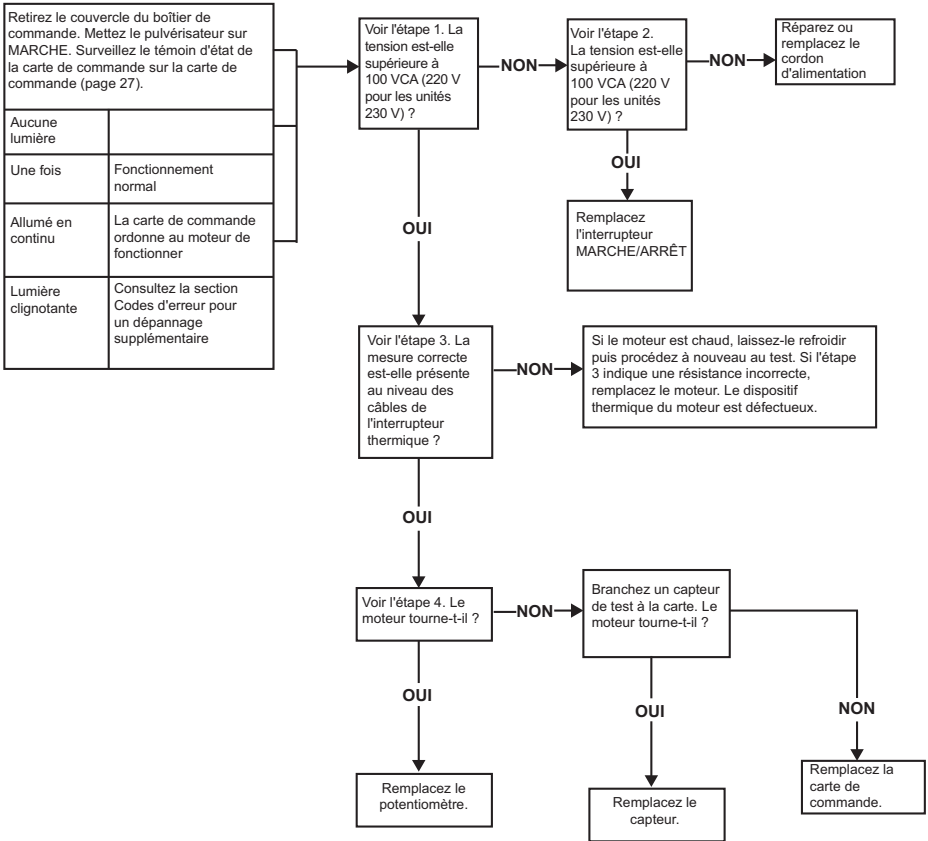 Retirez le couvercle du boîtier de
commande. Mettez le pulvérisateur sur
MARCHE. Surveillez le témoin d'état de
la carte de commande sur la carte de
commande (page 27).
Aucune
lumière
Une fois
Fonctionnement
normal
Allumé en
continu
La carte de commande
ordonne au moteur de
fonctionner
Lumière
clignotante
Consultez la section
Codes d'erreur pour
un dépannage
supplémentaire
Voir l'étape 1. La
tension est-elle
supérieure à
100 VCA (220 V
pour les unités
230 V) ?
NON
Voir l'étape 2.
La tension est-elle
supérieure à
100 VCA (220 V
pour les unités
230 V) ?
NON
Réparez ou
remplacez le
cordon
d'alimentation
OUI
Remplacez
l'interrupteur
MARCHE/ARRÊT
OUI
Voir l'étape 3. La
mesure correcte
est-elle présente
au niveau des
câbles de
l'interrupteur
thermique ?
NON
Si le moteur est chaud, laissez-le refroidir
puis procédez à nouveau au test. Si l'étape
3 indique une résistance incorrecte,
remplacez le moteur. Le dispositif
thermique du moteur est défectueux.
OUI
Voir l'étape 4. Le
moteur tourne-t-il ?
NON
Branchez un capteur
de test à la carte. Le
moteur tourne-t-il ?
OUI
OUI
NON
Remplacez le
potentiomètre.
Remplacez le
capteur.
Remplacez la
carte de
commande.